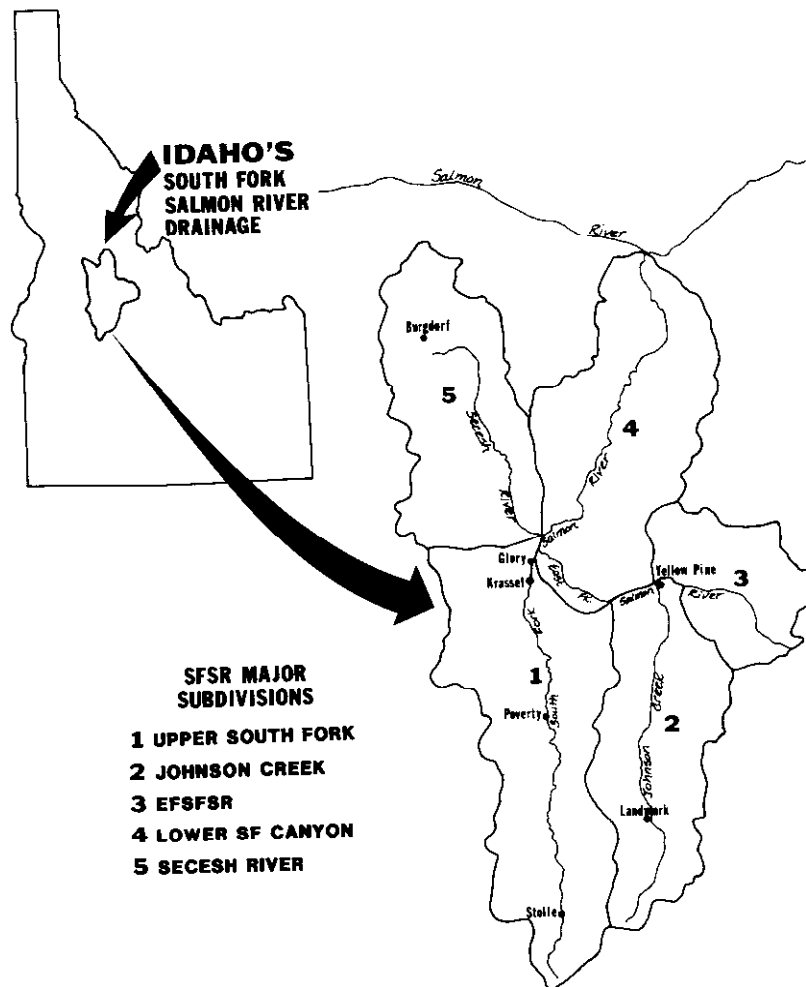 IDAHO'S
SOUTH FORK
SALMON RIVER
DRAINAGE
Salmon
River
Burgdorf
5
Secesh
River
4
River
Salmon
Glory
Krassel
East
Fk.
Salmon
Yellow Pine
River
3
Fork
1
South
Poverty
Creek
2
Johnson
Landmark
Stolle
SFSR MAJOR
SUBDIVISIONS
1 UPPER SOUTH FORK
2 JOHNSON CREEK
3 EFSFSR
4 LOWER SF CANYON
5 SECESH RIVER